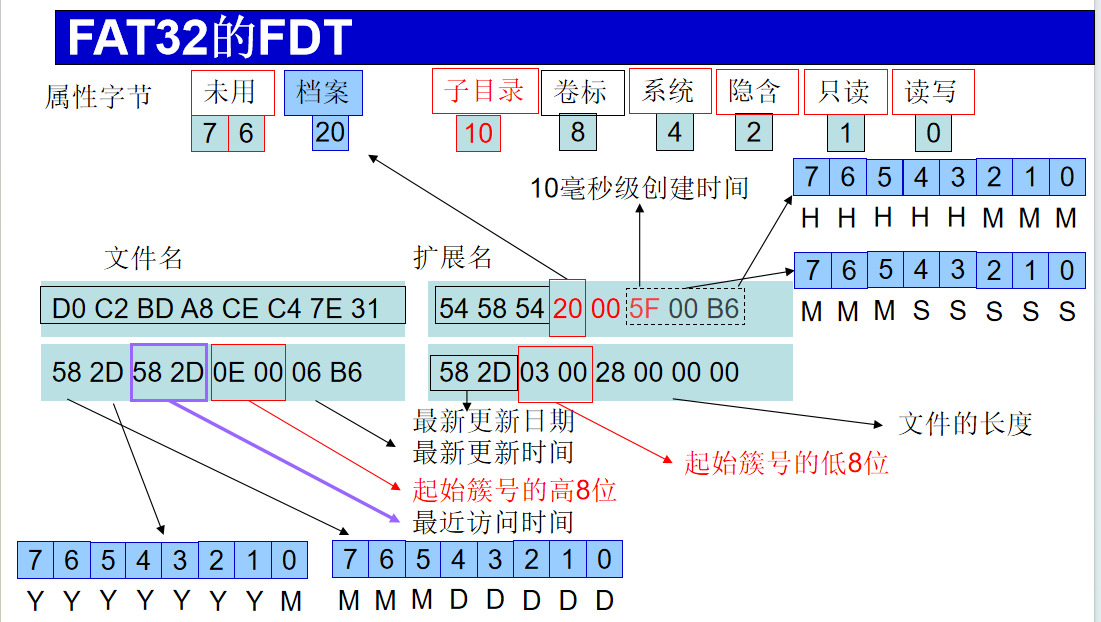 FAT32的FDT
属性字节 未用 档案 子目录 卷标 系统 隐含 只读 读写
7 6 20 10 8 4 2 1 0
10毫秒级创建时间
7 6 5 4 3 2 1 0
H H H H H M M M
文件名 扩展名
7 6 5 4 3 2 1 0
M M M S S S S S
D0 C2 BD A8 CE C4 7E 31 54 58 54 20 00 5F 00 B6
58 2D 58 2D 0E 00 06 B6 58 2D 03 00 28 00 00 00
最新更新日期
文件的长度
最新更新时间
起始簇号的低8位
起始簇号的高8位
最近访问时间
7 6 5 4 3 2 1 0 7 6 5 4 3 2 1 0
Y Y Y Y Y Y Y M M M M D D D D D